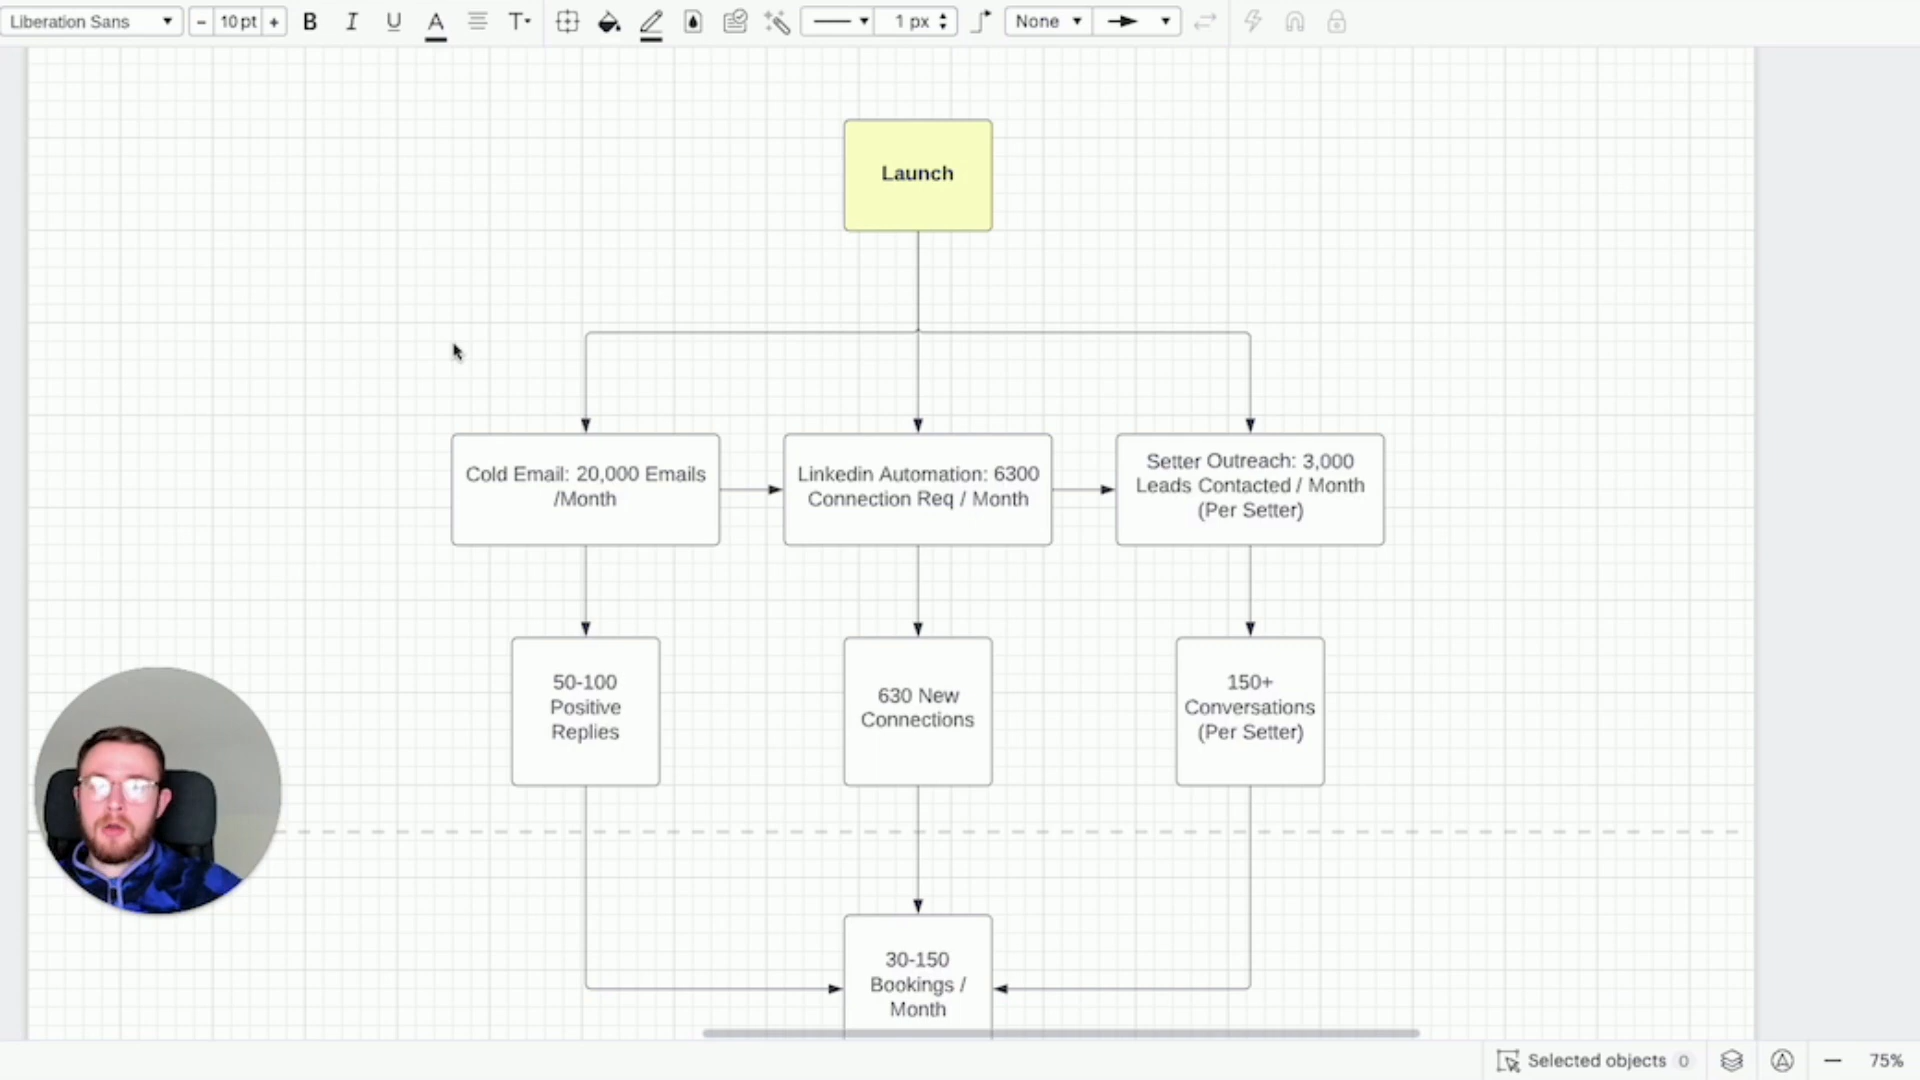 Liberation Sans
- 10 pt + B I U A T None 1 px
Launch
Cold Email: 20,000 Emails
/Month
Linkedin Automation: 6300
Connection Req / Month
Setter Outreach: 3,000
Leads Contacted / Month
(Per Setter)
50-100
Positive
Replies
630 New
Connections
150+
Conversations
(Per Setter)
30-150
Bookings /
Month
Selected objects 0
75%